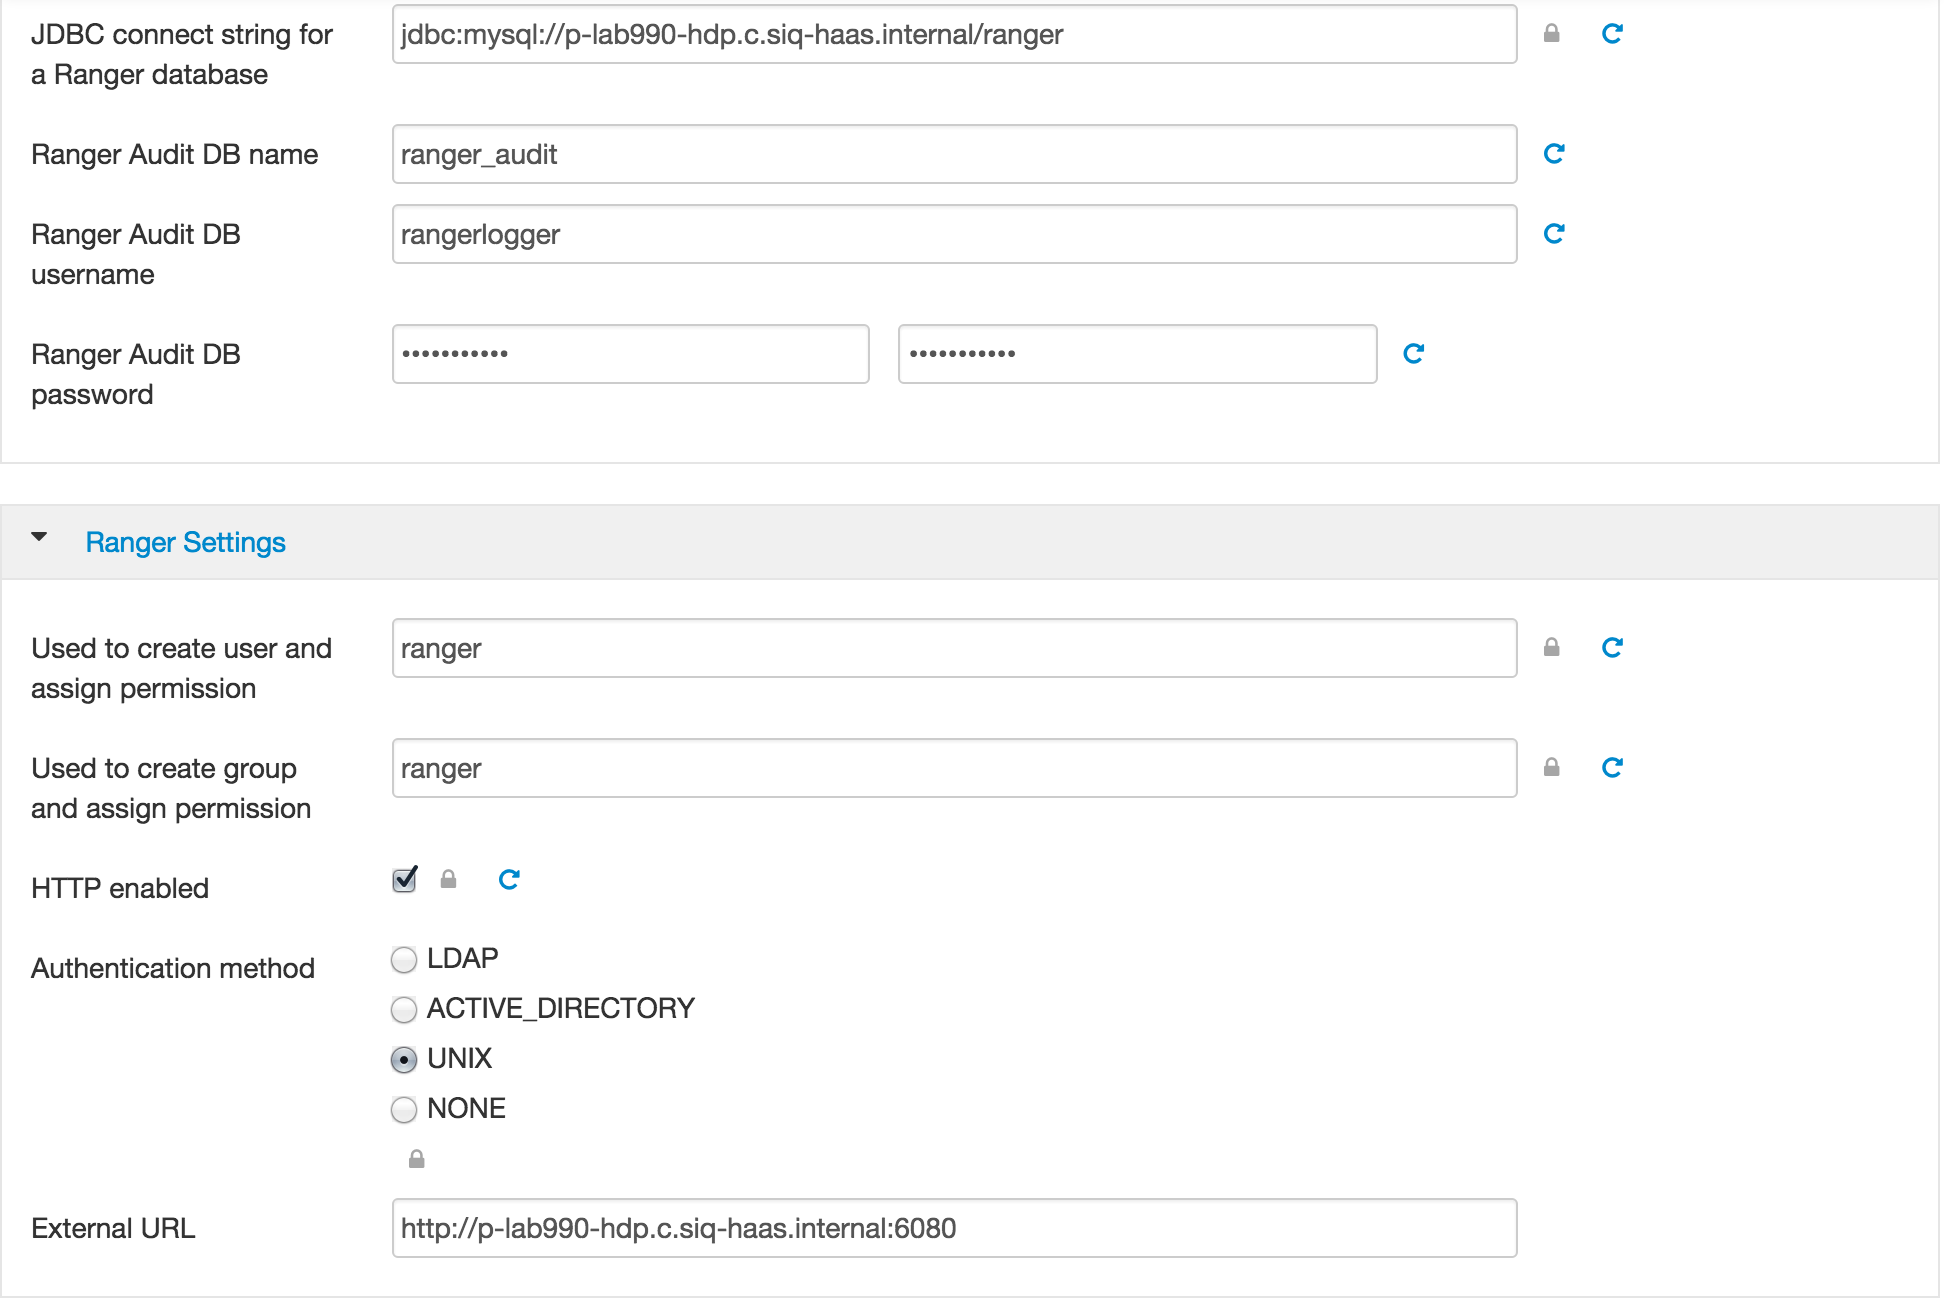 JDBC connect string for
a Ranger database
jdbc:mysql://p-lab990-hdp.c.siq-haas.internal/ranger
Ranger Audit DB name
ranger_audit
Ranger Audit DB
username
rangerlogger
Ranger Audit DB
password
•••••••••••
•••••••••••
Ranger Settings
Used to create user and
assign permission
ranger
Used to create group
and assign permission
ranger
HTTP enabled
Authentication method
LDAP
ACTIVE_DIRECTORY
UNIX
NONE
External URL
http://p-lab990-hdp.c.siq-haas.internal:6080